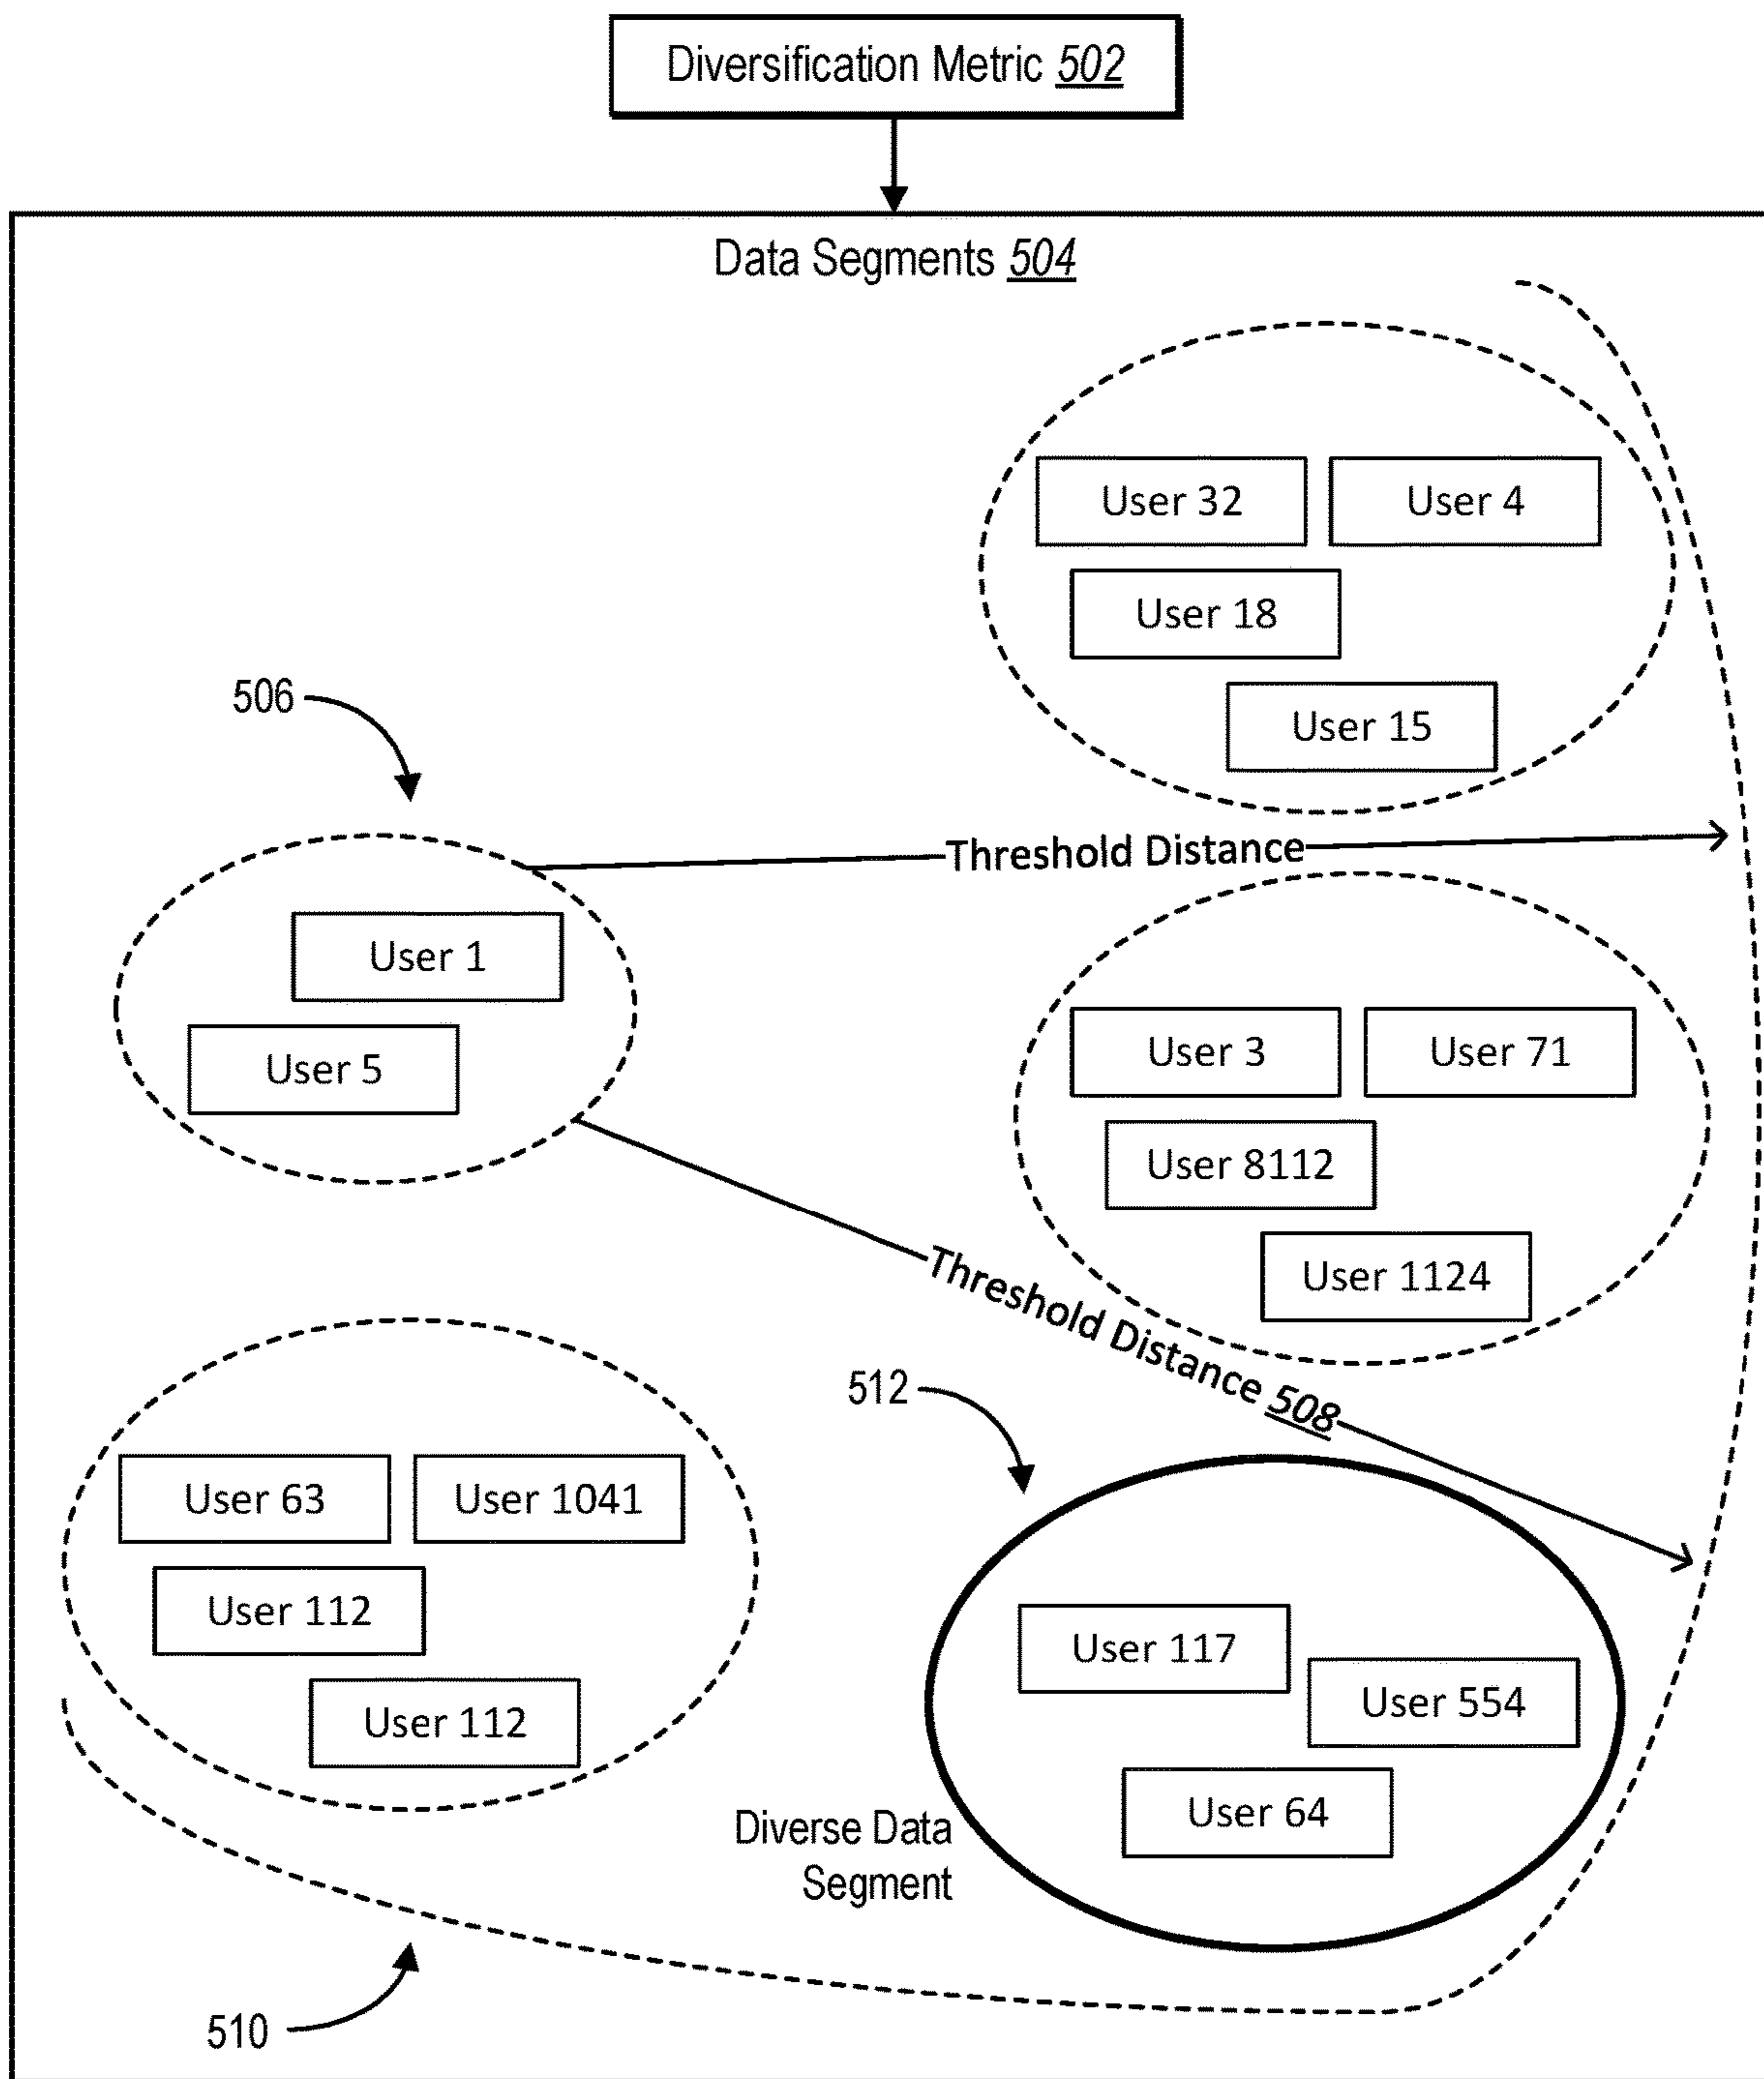 Diversification Metric 502
Data Segments 504
User 32
User 4
User 18
User 15
506
Threshold Distance
User 1
User 5
User 3
User 71
User 8112
User 1124
Threshold Distance 508
512
User 63
User 1041
User 112
User 112
User 117
User 554
User 64
Diverse Data
Segment
510